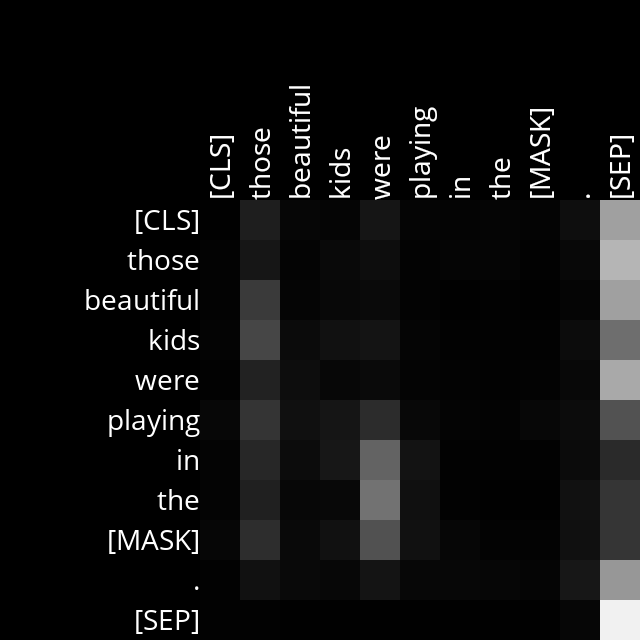 [CLS]
those
beautiful
kids
were
playing
in
the
[MASK]
.
[SEP]
[CLS]
those
beautiful
kids
were
playing
in
the
[MASK]
.
[SEP]